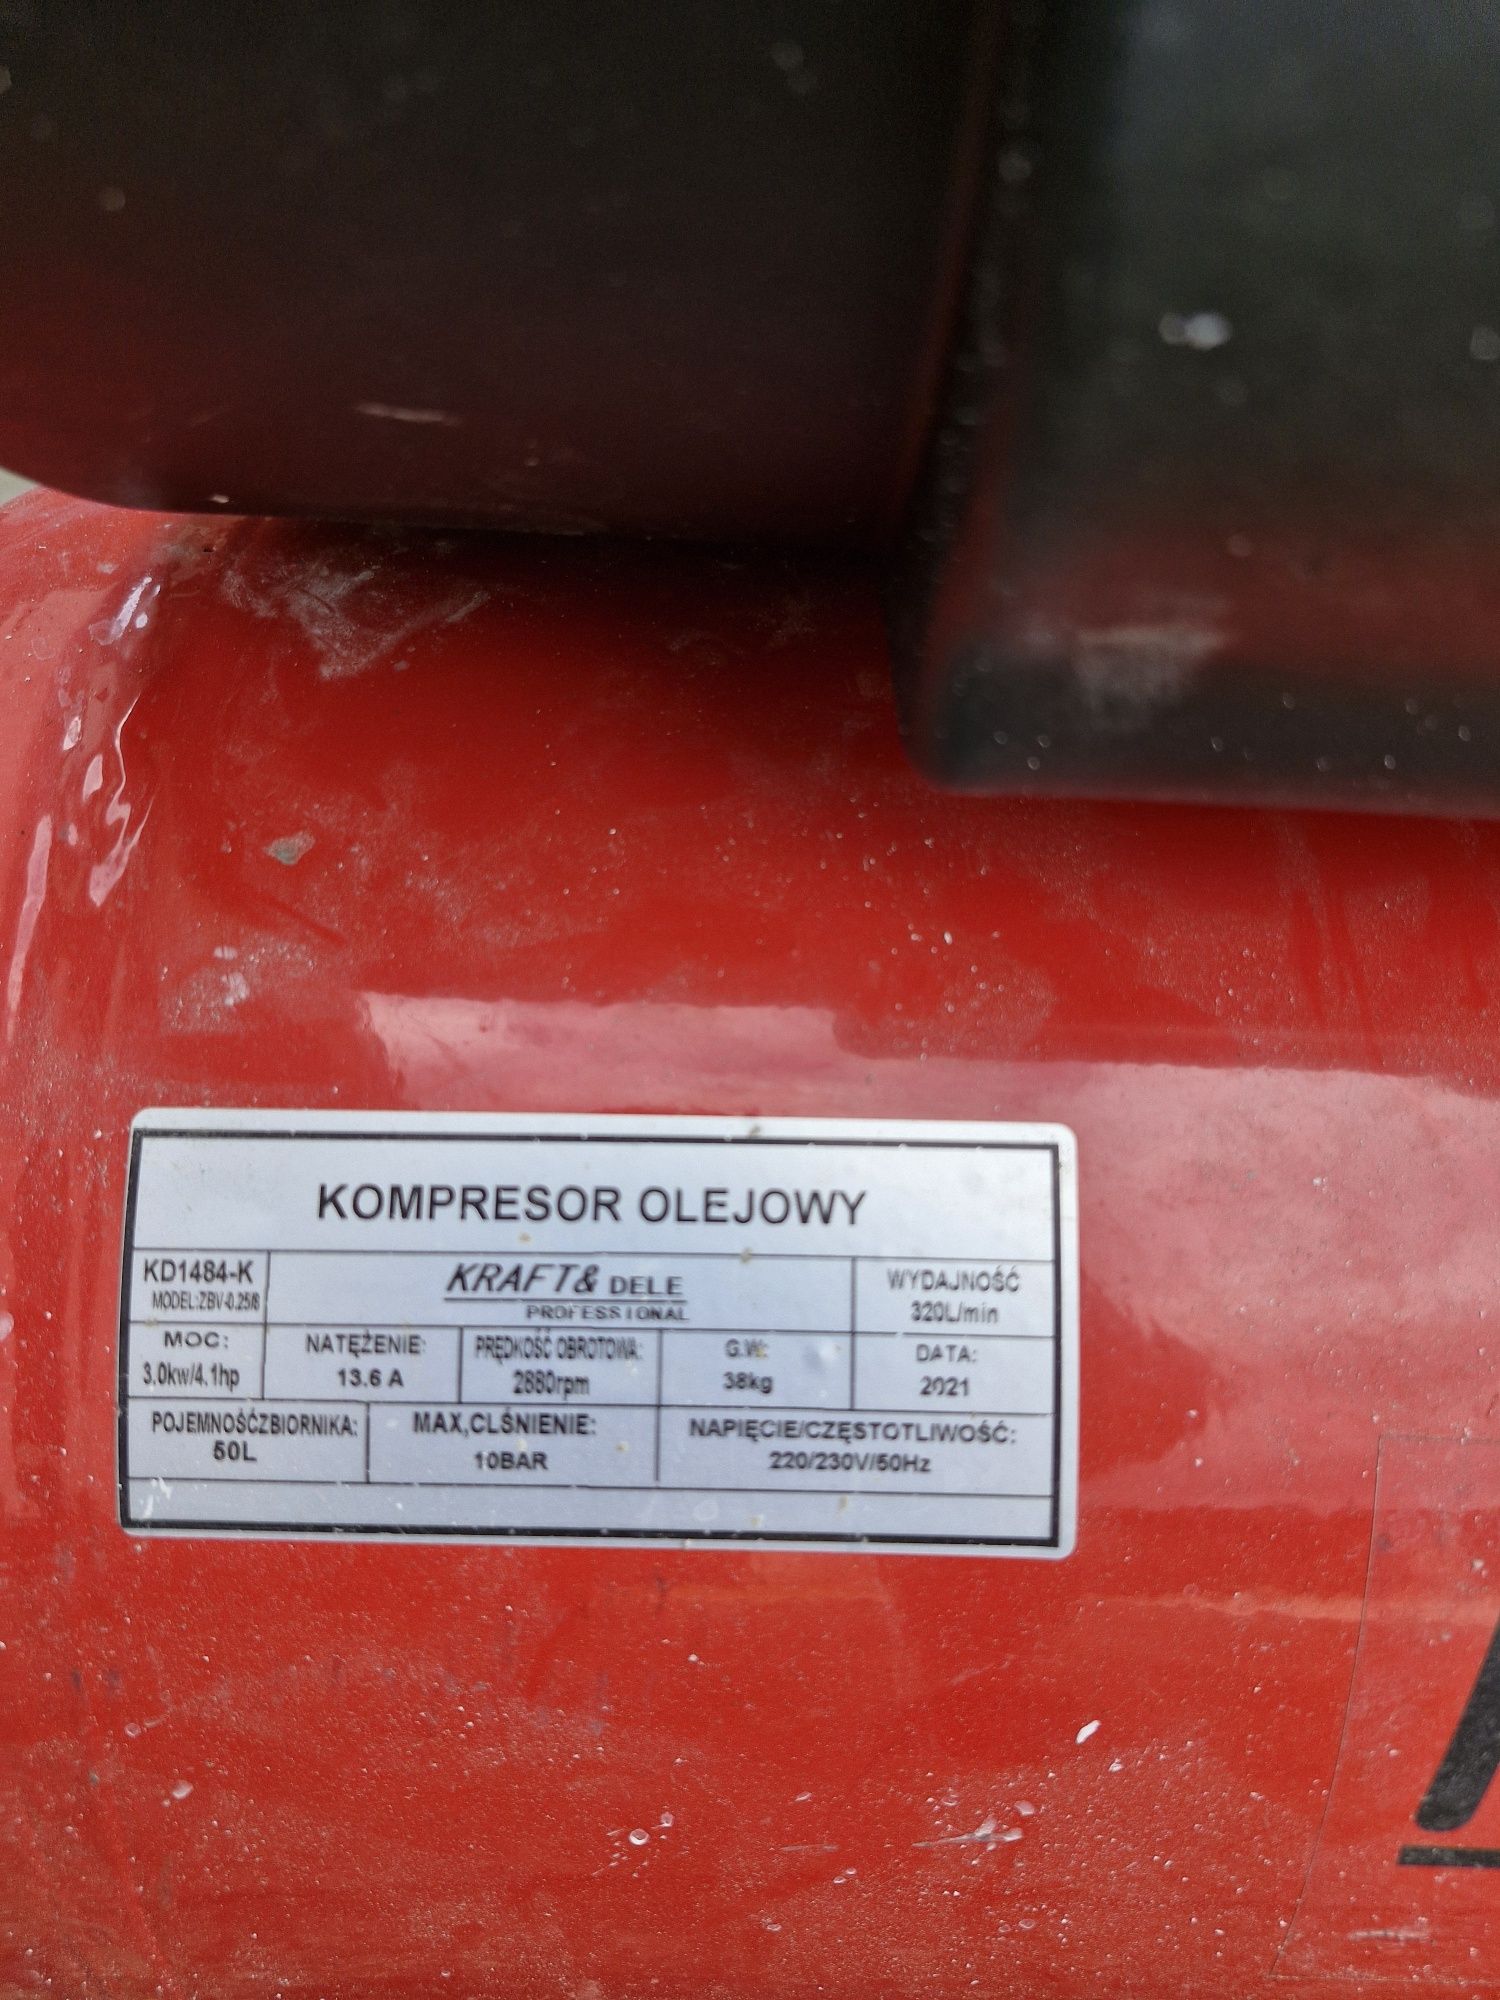 KOMPRESOR OLEJOWY
KD1484-K
MODEL:ZBV-0.25/8
KRAFT& DELE
PROFESSIONAL
WYDAJNOŚĆ
320L/min
MOC:
3.0kw/4.1hp
NATĘŻENIE:
13.6 A
PRĘDKOŚĆ OBROTOWA:
2880rpm
G.W:
38kg
DATA:
2021
POJEMNOŚĆZBIORNIKA:
50L
MAX,CLŚNIENIE:
10BAR
NAPIĘCIE/CZĘSTOTLIWOŚĆ:
220/230V/50Hz